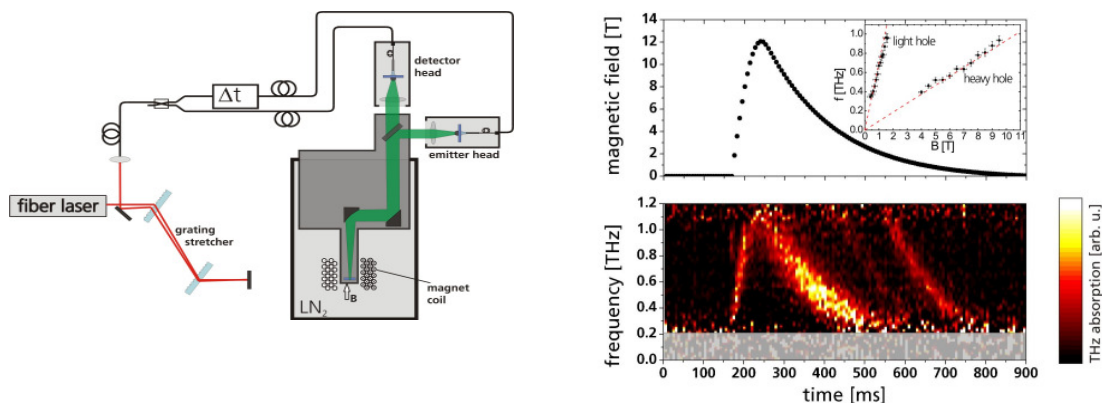 Δt
detector
head
emitter head
fiber laser
grating
stretcher
magnet
coil
B
LN2
magnetic field [T]
14
12
10
8
6
4
2
0
f [THz]
1.0
0.8
0.6
0.4
0.2
0.0
light hole
heavy hole
0 1 2 3 4 5 6 7 8 9 10 11
B [T]
frequency [THz]
1.2
1.0
0.8
0.6
0.4
0.2
0.0
0 100 200 300 400 500 600 700 800 900
time [ms]
THz absorption [arb. u.]